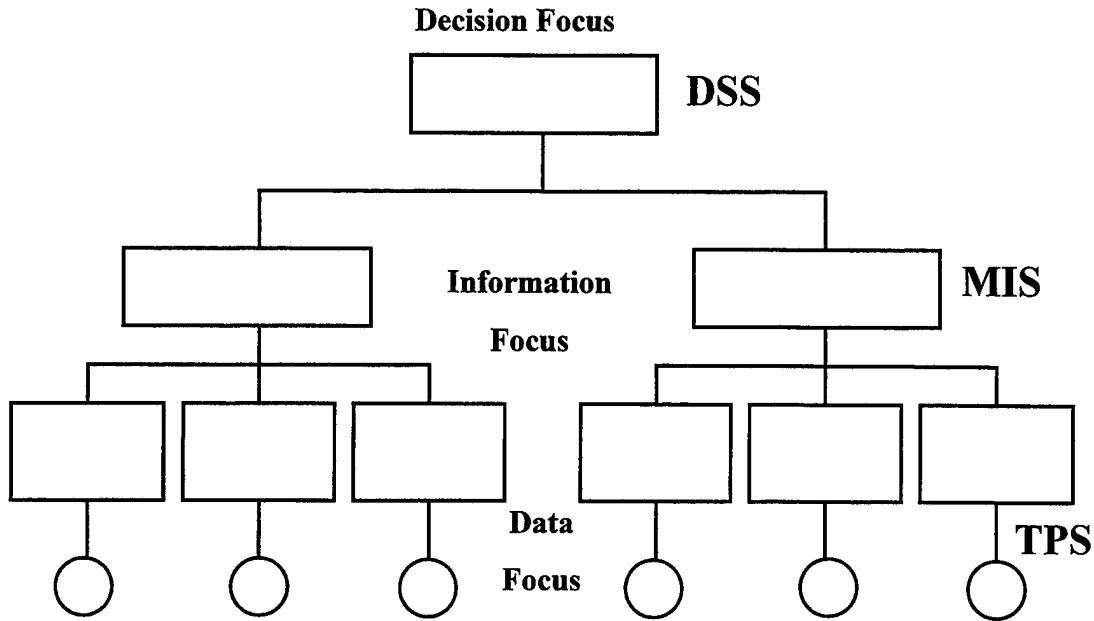 Decision Focus
DSS
Information
Focus
MIS
Data
Focus
TPS